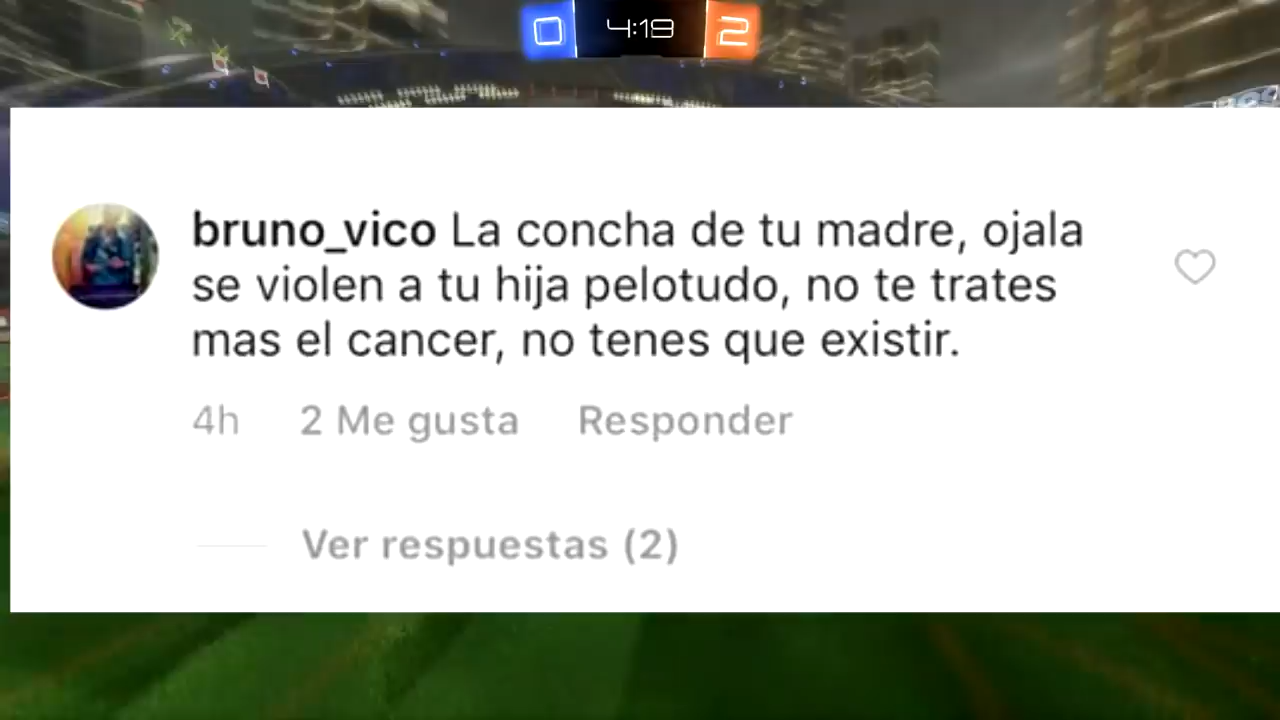 0 4:19 2
bruno_vico La concha de tu madre, ojala
se violen a tu hija pelotudo, no te trates
mas el cancer, no tenes que existir.
4h 2 Me gusta Responder
Ver respuestas (2)